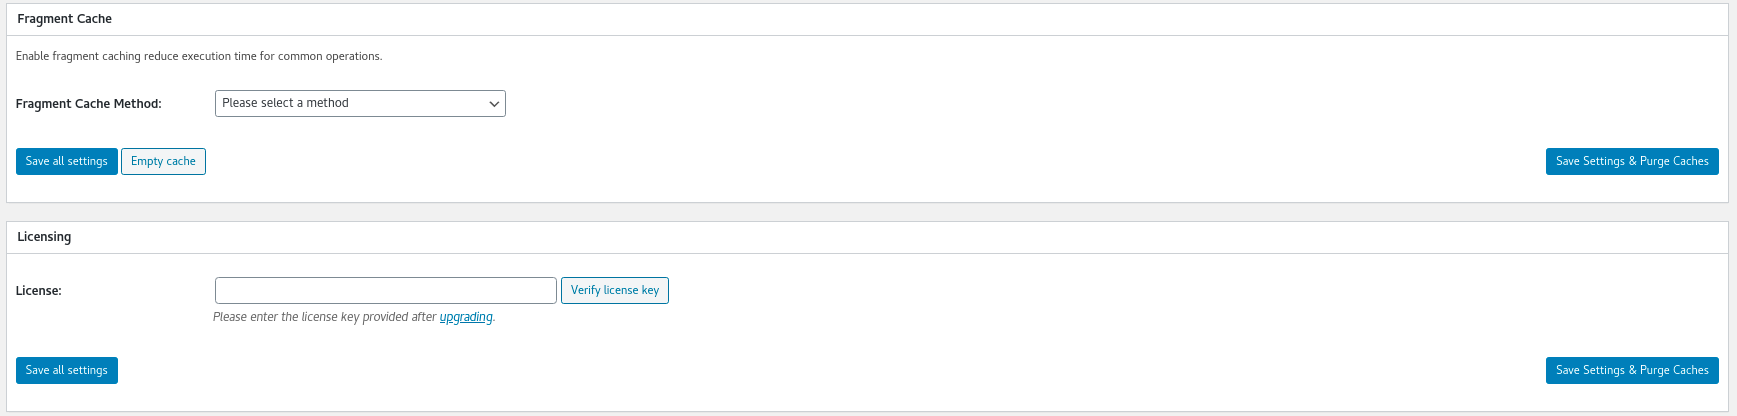 Fragment Cache
Enable fragment caching reduce execution time for common operations.
Fragment Cache Method: Please select a method
Save all settings Empty cache Save Settings & Purge Caches
Licensing
License: Verify license key
Please enter the license key provided after upgrading.
Save all settings Save Settings & Purge Caches